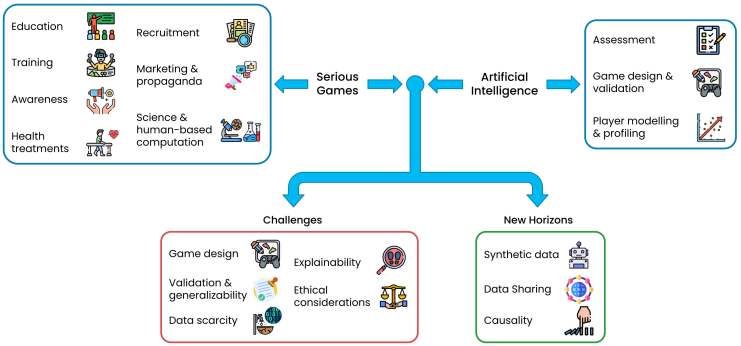 Education
Training
Awareness
Health
treatments
Recruitment
Marketing &
propaganda
Science &
human-based
computation
Serious
Games
Artificial
Intelligence
Assessment
Game design &
validation
Player modelling
& profiling
Challenges
Game design
Validation &
generalizability
Data scarcity
Explainability
Ethical
considerations
New Horizons
Synthetic data
Data Sharing
Causality